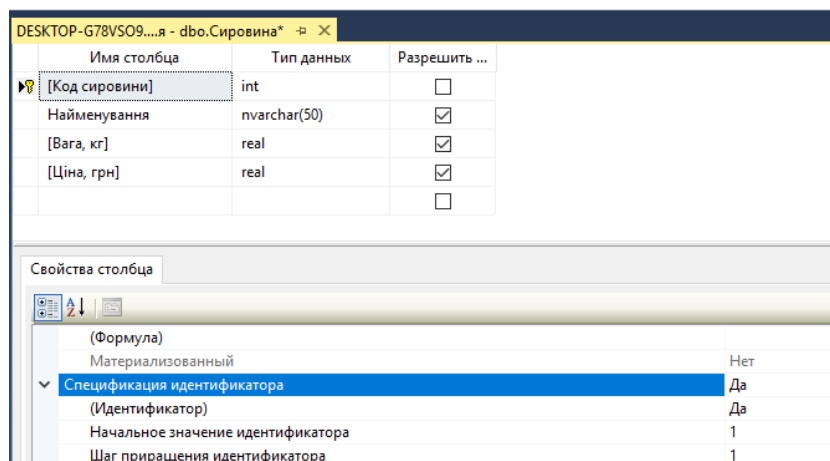 DESKTOP-G78VSO9....я - dbo.Сировина*
Имя столбца Тип данных Разрешить ...
[Код сировини] int
Найменування nvarchar(50)
[Вага, кг] real
[Ціна, грн] real
Свойства столбца
(Формула)
Материализованный Нет
Спецификация идентификатора Да
(Идентификатор) Да
Начальное значение идентификатора 1
Шаг приращения идентификатора 1